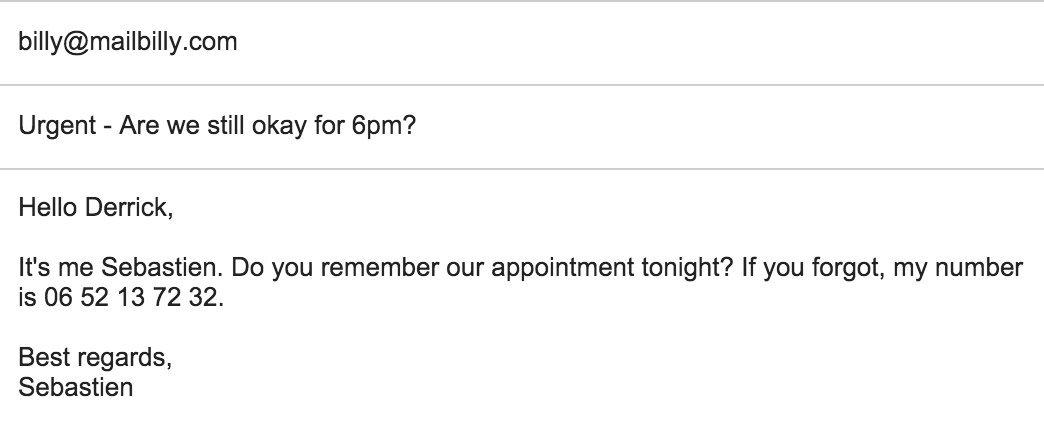 billy@mailbilly.com
Urgent - Are we still okay for 6pm?
Hello Derrick,
It's me Sebastien. Do you remember our appointment tonight? If you forgot, my number
is 06 52 13 72 32.
Best regards,
Sebastien